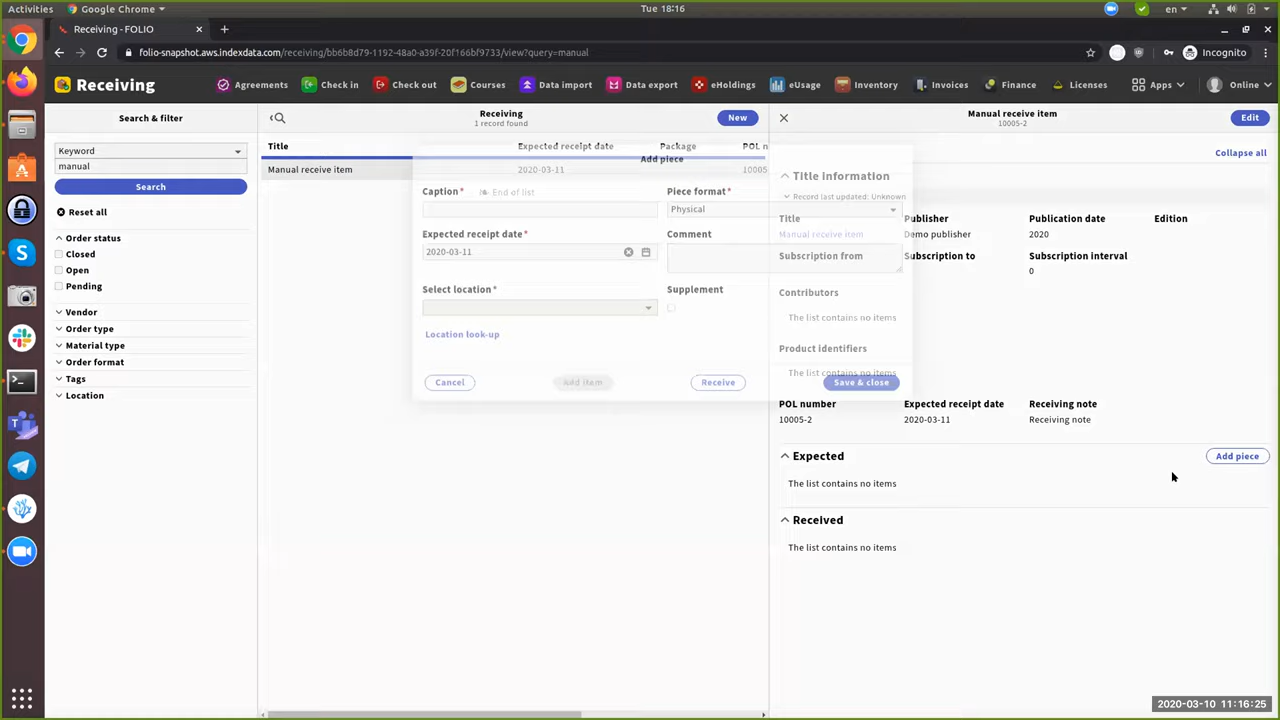 Activities
Google Chrome
Tue 18:16
en
Receiving - FOLIO
folio-snapshot.aws.indexdata.com/receiving/bb6b8d79-1192-48a0-a39f-20f166bf9733/view?query=manual
Incognito
Receiving
Agreements
Check in
Check out
Courses
Data import
Data export
eHoldings
eUsage
Inventory
Invoices
Finance
Licenses
Apps
Online
Search & filter
Keyword
manual
Search
Reset all
Order status
Closed
Open
Pending
Vendor
Order type
Material type
Order format
Tags
Location
Receiving
1 record found
New
Title
Expected receipt date
Package
POL n
Manual receive item
2020-03-11
10005
End of list
Add piece
Caption*
Piece format*
Physical
Expected receipt date*
Comment
2020-03-11
Select location*
Supplement
Location look-up
Cancel
Add item
Receive
Save & close
Manual receive item
10005-2
Edit
Collapse all
Title information
Record last updated: Unknown
Title
Publisher
Publication date
Edition
Manual receive item
Demo publisher
2020
Subscription from
Subscription to
Subscription interval
0
Contributors
The list contains no items
Product identifiers
The list contains no items
POL number
Expected receipt date
Receiving note
10005-2
2020-03-11
Receiving note
Expected
Add piece
The list contains no items
Received
The list contains no items
2020-03-10 11:16:25